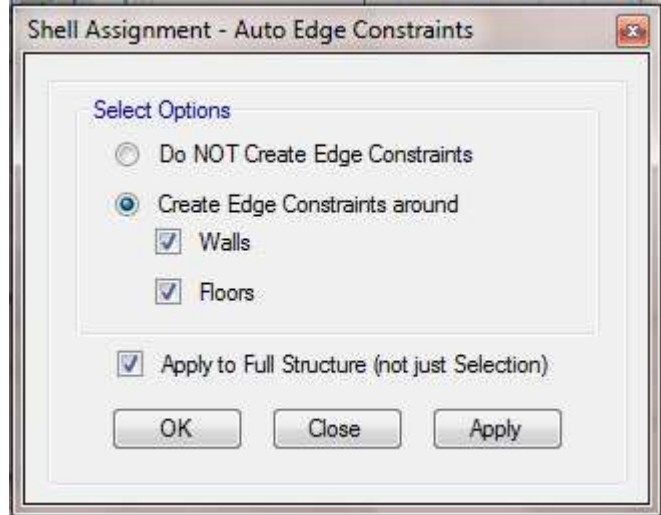 Shell Assignment - Auto Edge Constraints
Select Options
Do NOT Create Edge Constraints
Create Edge Constraints around
Walls
Floors
Apply to Full Structure (not just Selection)
OK Close Apply